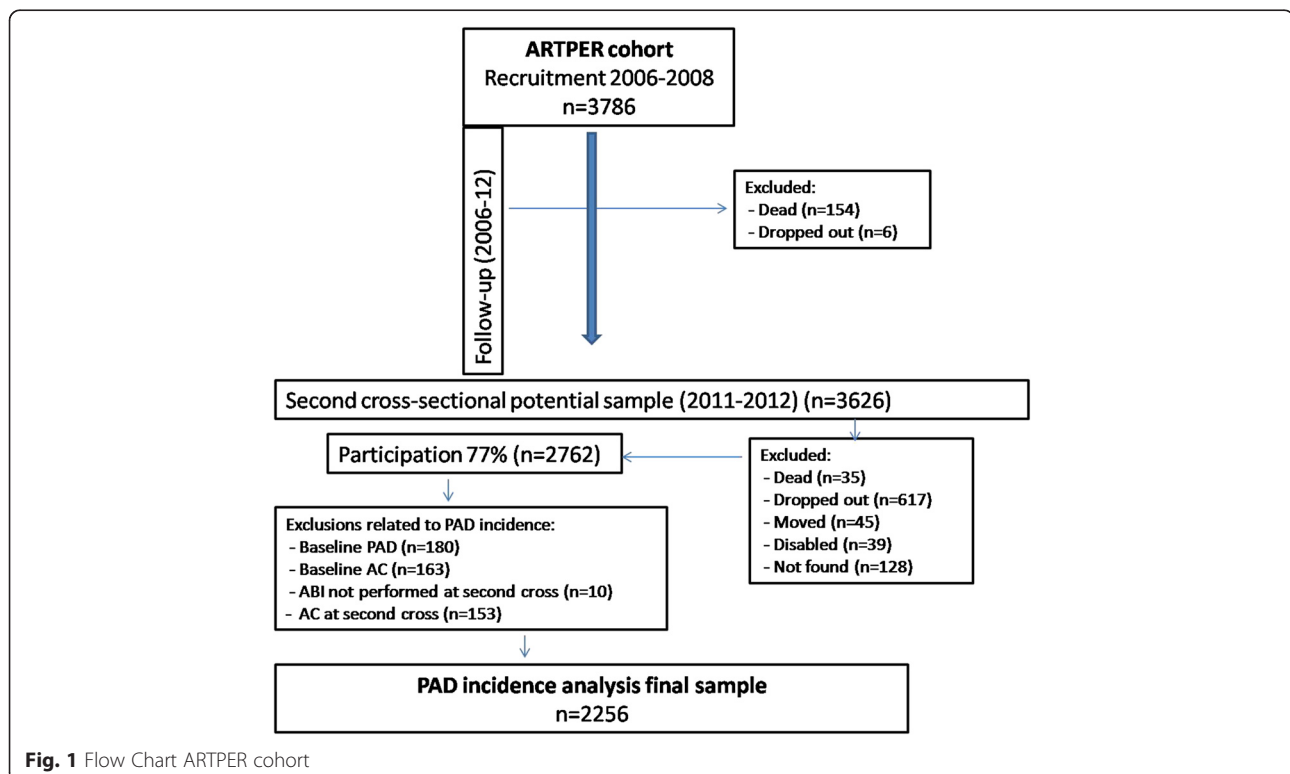 ARTPER cohort
Recruitment 2006-2008
n=3786
Follow-up (2006-12)
Excluded:
- Dead (n=154)
- Dropped out (n=6)
Second cross-sectional potential sample (2011-2012) (n=3626)
Participation 77% (n=2762)
Excluded:
- Dead (n=35)
- Dropped out (n=617)
- Moved (n=45)
- Disabled (n=39)
- Not found (n=128)
Exclusions related to PAD incidence:
- Baseline PAD (n=180)
- Baseline AC (n=163)
- ABI not performed at second cross (n=10)
- AC at second cross (n=153)
PAD incidence analysis final sample
n=2256
Fig. 1 Flow Chart ARTPER cohort